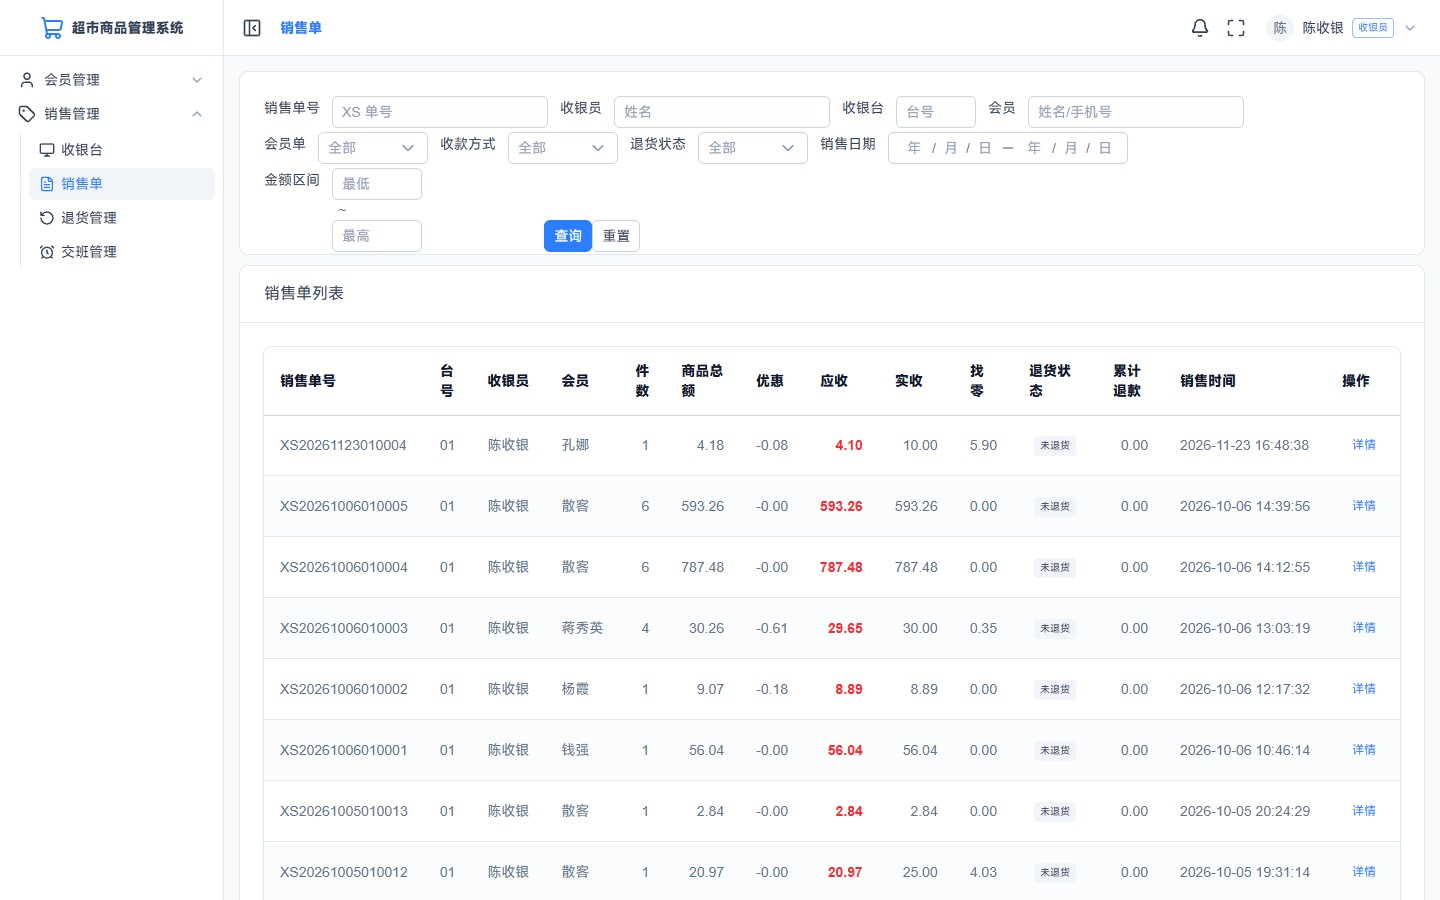 超市商品管理系统
销售单
陈 陈收银 收银员
会员管理
销售管理
收银台
销售单
退货管理
交班管理
销售单号 XS 单号 收银员 姓名 收银台 台号 会员 姓名/手机号
会员单 全部 收款方式 全部 退货状态 全部 销售日期 年 / 月 / 日 — 年 / 月 / 日
金额区间 最低
~
最高 查询 重置
销售单列表
销售单号 台号 收银员 会员 件数 商品总额 优惠 应收 实收 找零 退货状态 累计退款 销售时间 操作
XS20261123010004 01 陈收银 孔娜 1 4.18 -0.08 4.10 10.00 5.90 未退货 0.00 2026-11-23 16:48:38 详情
XS20261006010005 01 陈收银 散客 6 593.26 -0.00 593.26 593.26 0.00 未退货 0.00 2026-10-06 14:39:56 详情
XS20261006010004 01 陈收银 散客 6 787.48 -0.00 787.48 787.48 0.00 未退货 0.00 2026-10-06 14:12:55 详情
XS20261006010003 01 陈收银 蒋秀英 4 30.26 -0.61 29.65 30.00 0.35 未退货 0.00 2026-10-06 13:03:19 详情
XS20261006010002 01 陈收银 杨霞 1 9.07 -0.18 8.89 8.89 0.00 未退货 0.00 2026-10-06 12:17:32 详情
XS20261006010001 01 陈收银 钱强 1 56.04 -0.00 56.04 56.04 0.00 未退货 0.00 2026-10-06 10:46:14 详情
XS20261005010013 01 陈收银 散客 1 2.84 -0.00 2.84 2.84 0.00 未退货 0.00 2026-10-05 20:24:29 详情
XS20261005010012 01 陈收银 散客 1 20.97 -0.00 20.97 25.00 4.03 未退货 0.00 2026-10-05 19:31:14 详情